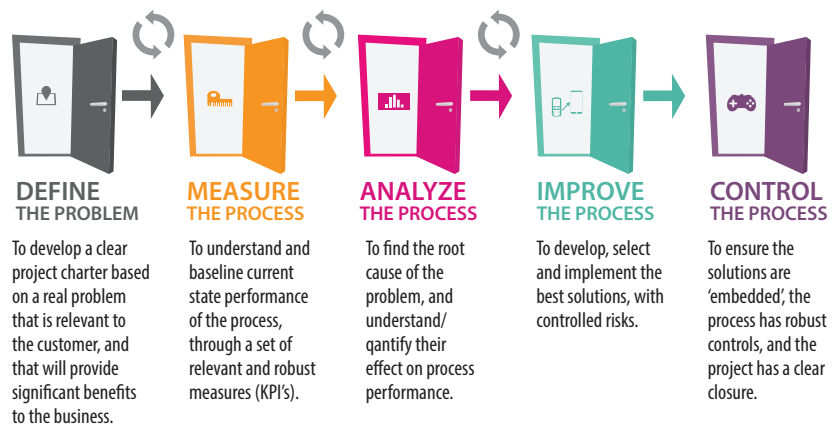 DEFINE
THE PROBLEM
To develop a clear
project charter based
on a real problem
that is relevant to
the customer, and
that will provide
significant benefits
to the business.
MEASURE
THE PROCESS
To understand and
baseline current
state performance
of the process,
through a set of
relevant and robust
measures (KPI's).
ANALYZE
THE PROCESS
To find the root
cause of the
problem, and
understand/
qantify their
effect on process
performance.
IMPROVE
THE PROCESS
To develop, select
and implement the
best solutions, with
controlled risks.
CONTROL
THE PROCESS
To ensure the
solutions are
‘embedded’, the
process has robust
controls, and the
project has a clear
closure.